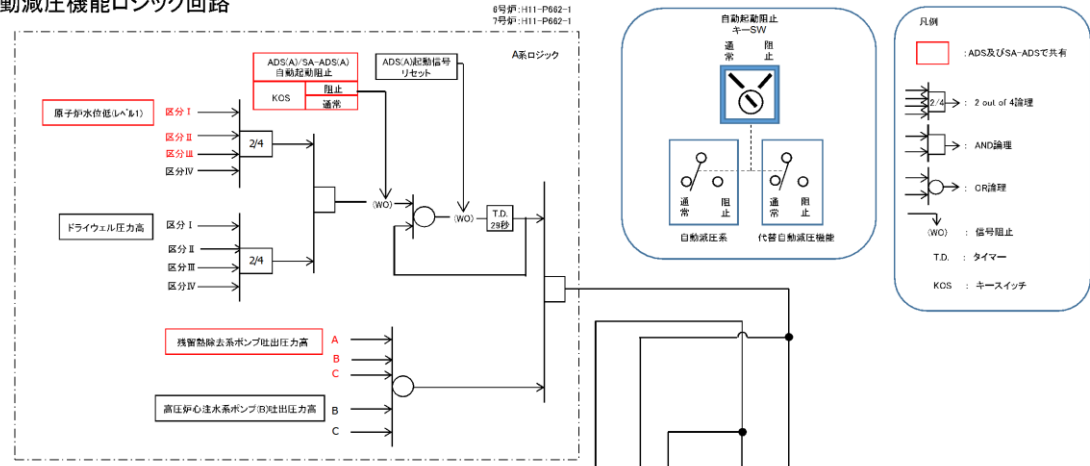 動減圧機能ロジック回路
6号炉:H11-P662-1
7号炉:H11-P662-1
A系ロジック
ADS(A)/SA-ADS(A)
自動起動阻止
KOS
阻止
通常
ADS(A)起動信号
リセット
原子炉水位低(レベル1)
区分Ⅰ
区分Ⅱ
区分Ⅲ
区分Ⅳ
2/4
ドライウェル圧力高
区分Ⅰ
区分Ⅱ
区分Ⅲ
区分Ⅳ
2/4
(WO)
(WO)
T.D.
29秒
残留熱除去系ポンプ吐出圧力高
A
B
C
高圧炉心注水系ポンプ(B)吐出圧力高
B
C
自動起動阻止
キーSW
通常
阻止
通常
阻止
自動減圧系
通常
阻止
代替自動減圧機能
凡例
:ADS及びSA-ADSで共有
2/4
: 2 out of 4論理
: AND論理
: OR論理
(WO) : 信号阻止
T.D. : タイマー
KOS : キースイッチ